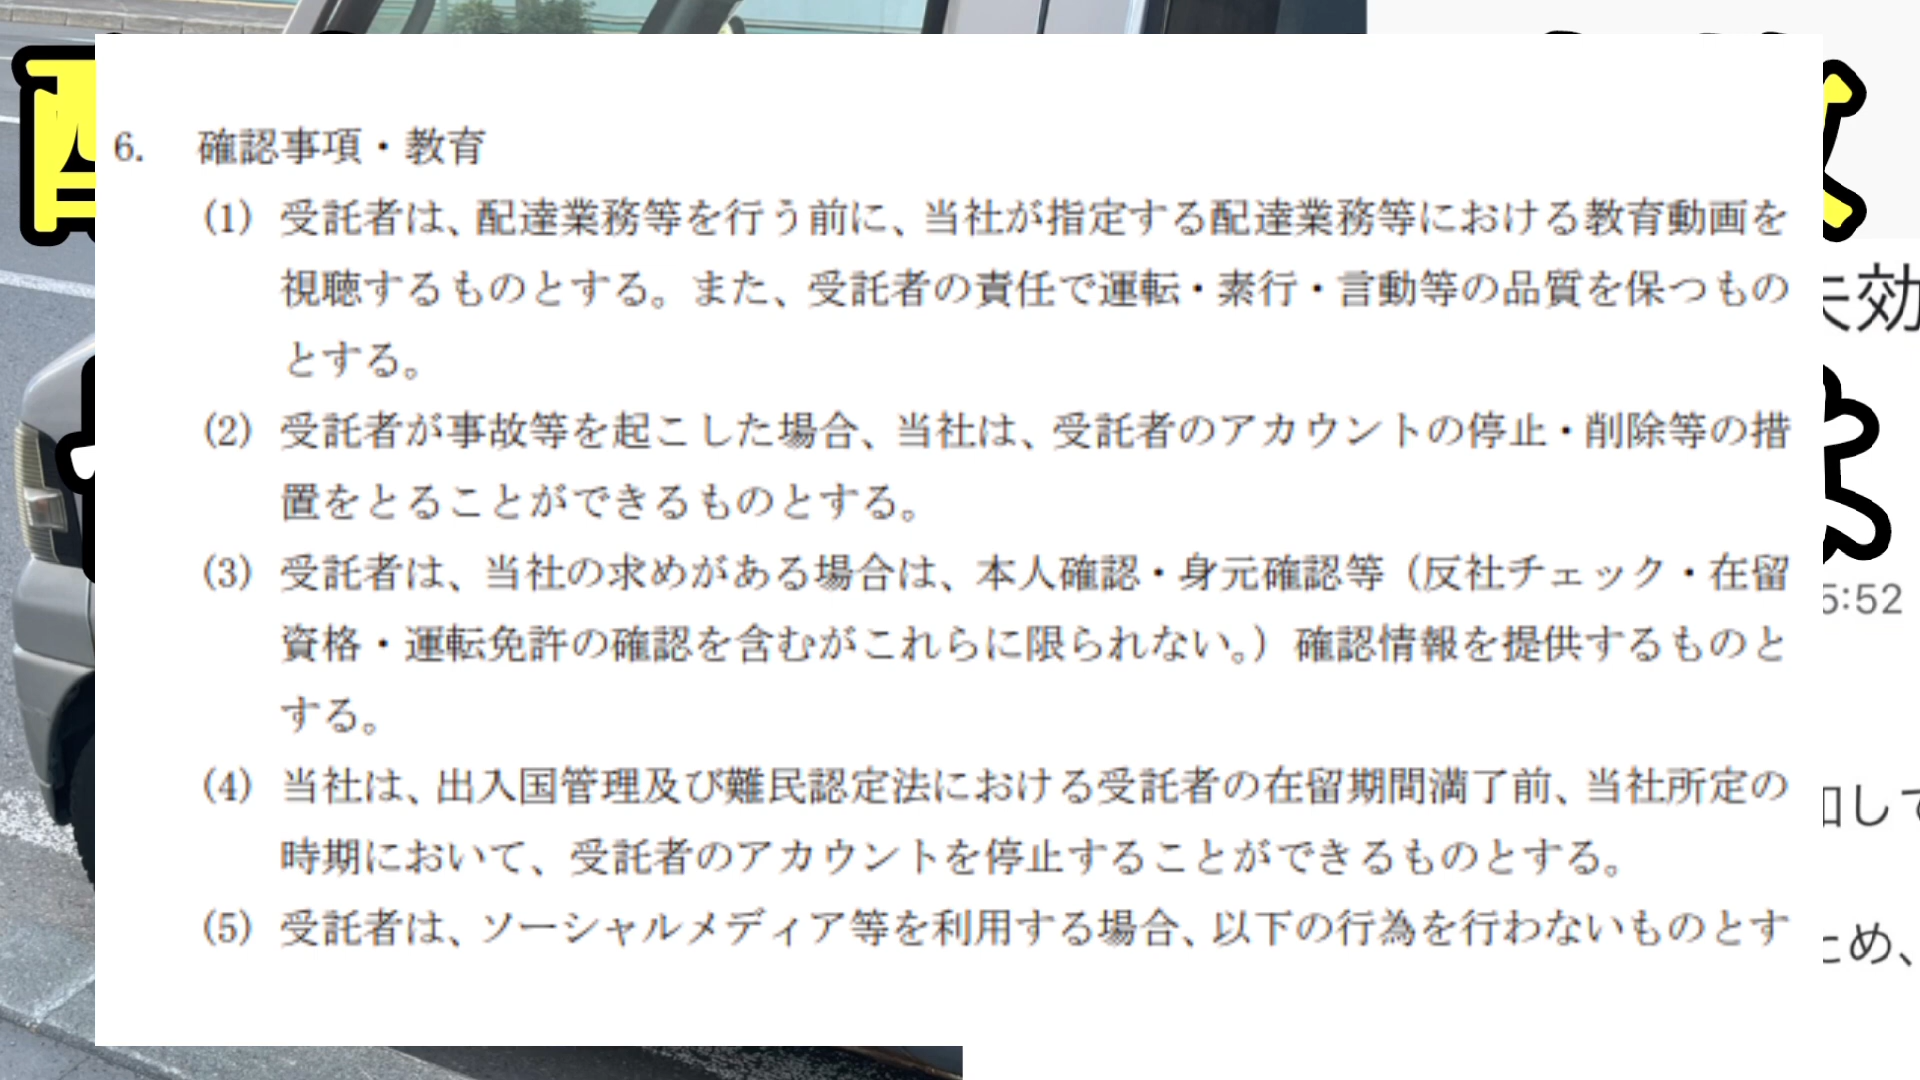 6. 確認事項・教育
(1) 受託者は、配達業務等を行う前に、当社が指定する配達業務等における教育動画を
視聴するものとする。また、受託者の責任で運転・素行・言動等の品質を保つもの
とする。
(2) 受託者が事故等を起こした場合、当社は、受託者のアカウントの停止・削除等の措
置をとることができるものとする。
(3) 受託者は、当社の求めがある場合は、本人確認・身元確認等（反社チェック・在留
資格・運転免許の確認を含むがこれらに限られない。）確認情報を提供するものと
する。
(4) 当社は、出入国管理及び難民認定法における受託者の在留期間満了前、当社所定の
時期において、受託者のアカウントを停止することができるものとする。
(5) 受託者は、ソーシャルメディア等を利用する場合、以下の行為を行わないものとす
効
5:52
して
め、